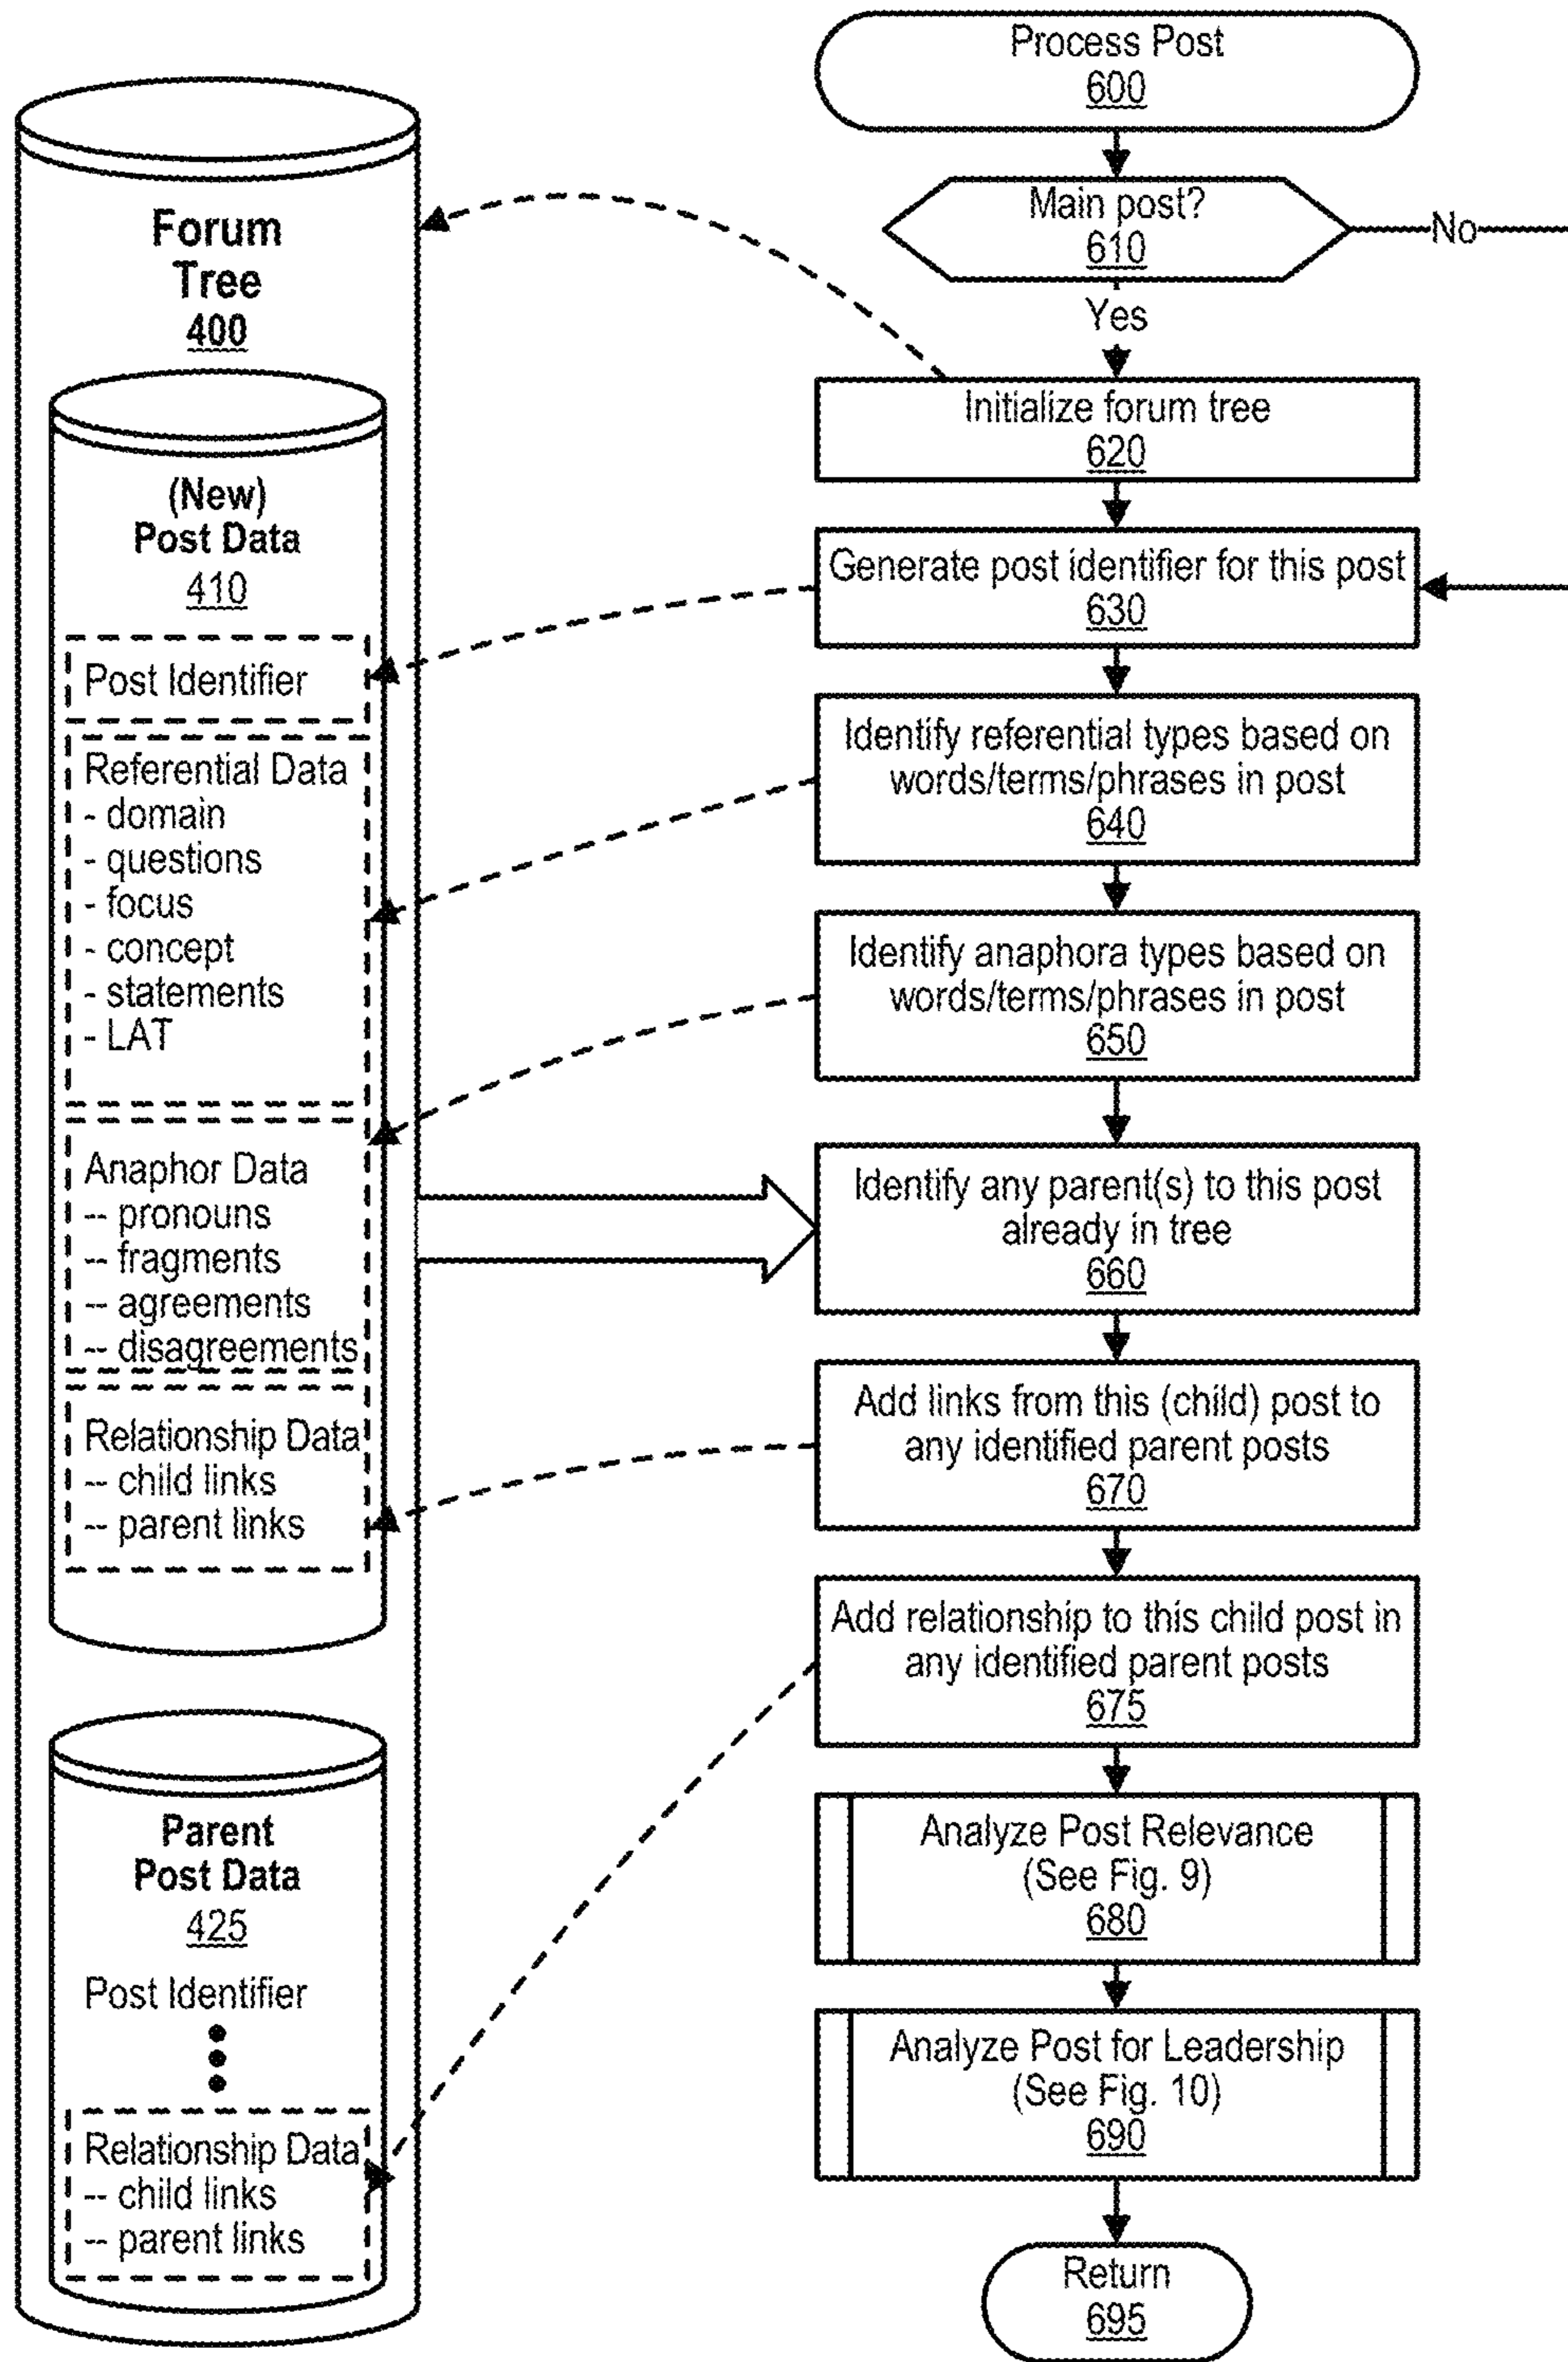 Forum
Tree
400
(New)
Post Data
410
Post Identifier
Referential Data
- domain
- questions
- focus
- concept
- statements
- LAT
Anaphor Data
-- pronouns
-- fragments
-- agreements
-- disagreements
Relationship Data
-- child links
-- parent links
Parent
Post Data
425
Post Identifier
Relationship Data
-- child links
-- parent links
Process Post
600
Main post?
610
No
Yes
Initialize forum tree
620
Generate post identifier for this post
630
Identify referential types based on
words/terms/phrases in post
640
Identify anaphora types based on
words/terms/phrases in post
650
Identify any parent(s) to this post
already in tree
660
Add links from this (child) post to
any identified parent posts
670
Add relationship to this child post in
any identified parent posts
675
Analyze Post Relevance
(See Fig. 9)
680
Analyze Post for Leadership
(See Fig. 10)
690
Return
695